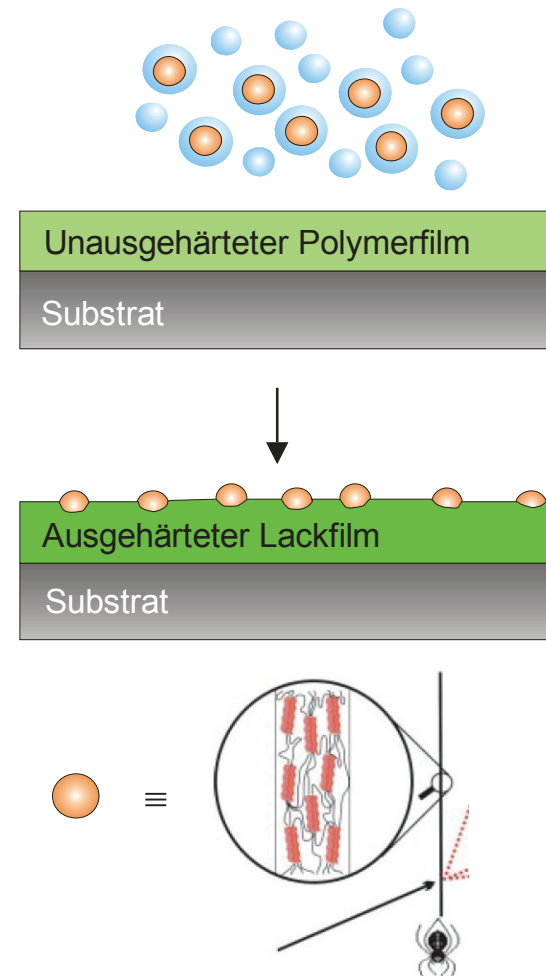 Unausgehärteter Polymerfilm
Substrat
Ausgehärteter Lackfilm
Substrat
≡